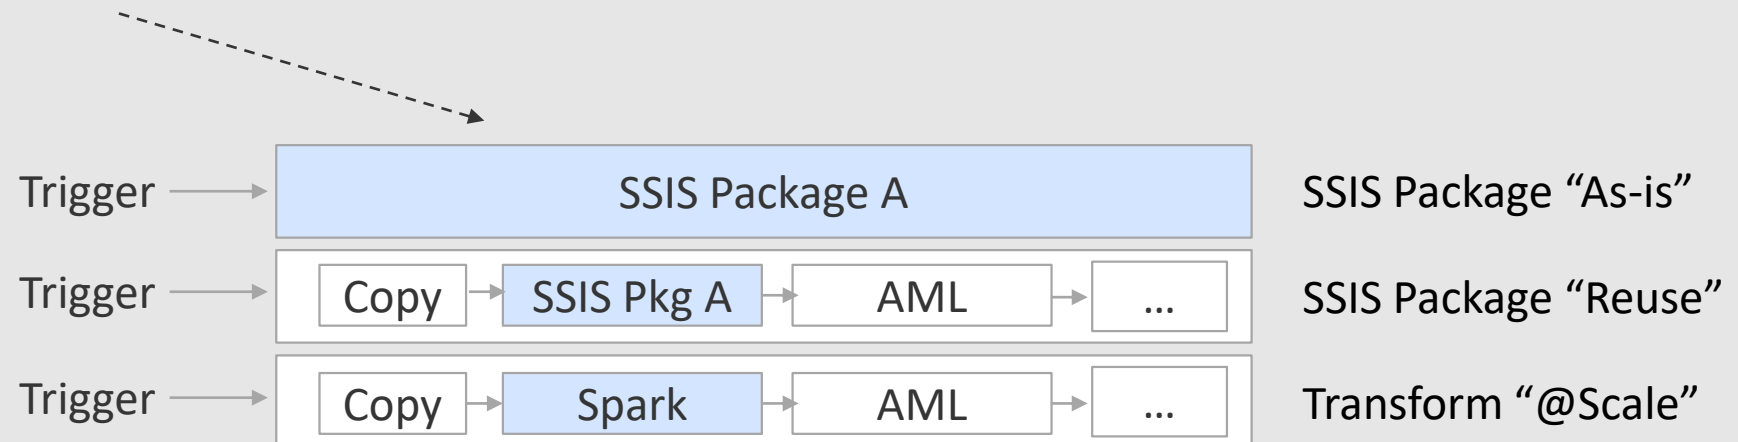 Trigger SSIS Package A SSIS Package “As-is”
Trigger Copy SSIS Pkg A AML ... SSIS Package “Reuse”
Trigger Copy Spark AML ... Transform “@Scale”